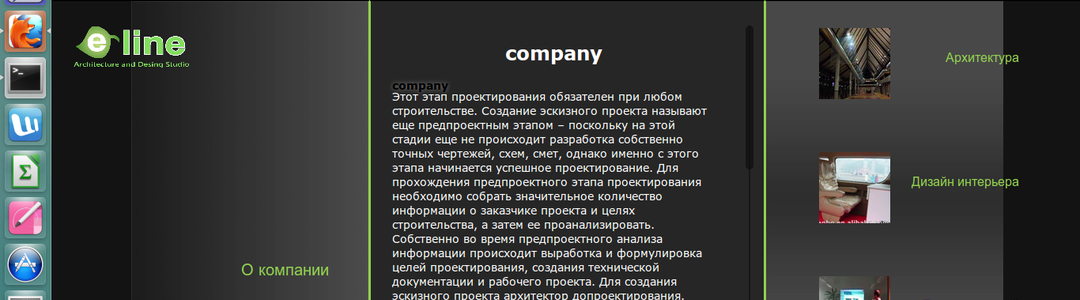 e line
Architecture and Desing Studio
О компании
company
company
Этот этап проектирования обязателен при любом
строительстве. Создание эскизного проекта называют
еще предпроектным этапом – поскольку на этой
стадии еще не происходит разработка собственно
точных чертежей, схем, смет, однако именно с этого
этапа начинается успешное проектирование. Для
прохождения предпроектного этапа проектирования
необходимо собрать значительное количество
информации о заказчике проекта и целях
строительства, а затем ее проанализировать.
Собственно во время предпроектного анализа
информации происходит выработка и формулировка
целей проектирования, создания технической
документации и рабочего проекта. Для создания
эскизного проекта архитектор допроектирования,
Архитектура
Дизайн интерьера